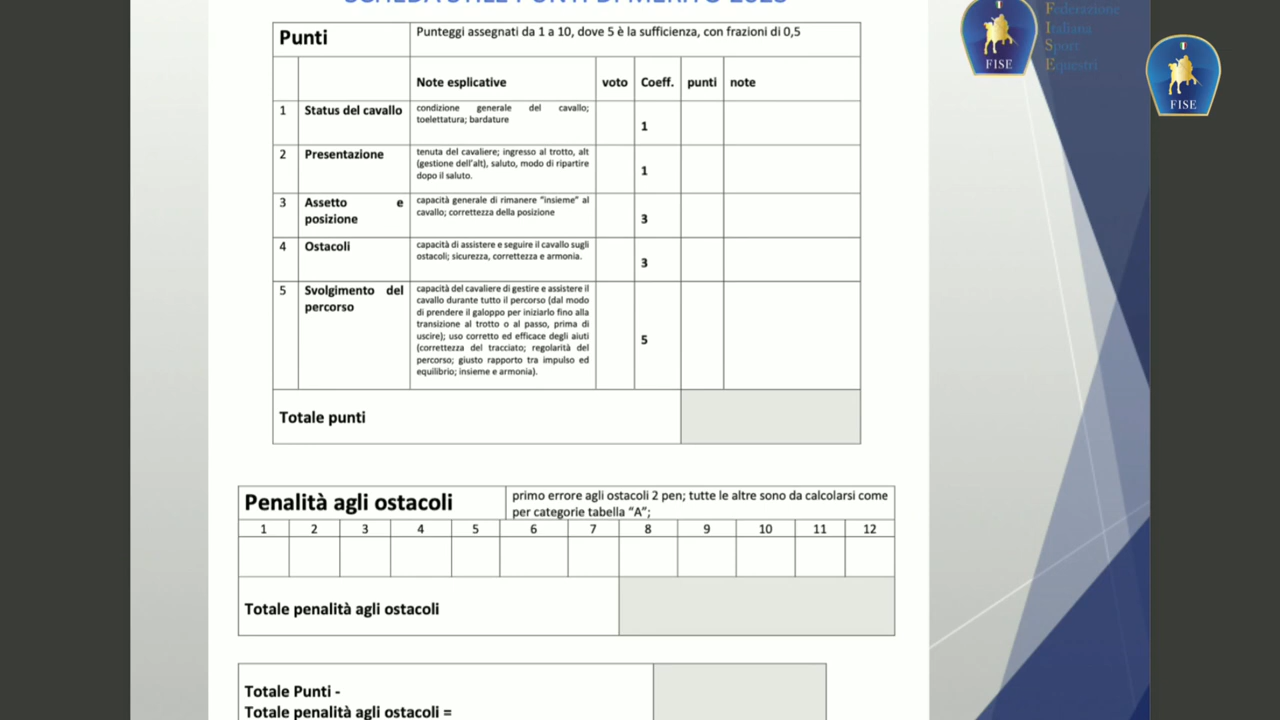 Federazione
Italiana
Sport
Equestri
FISE
FISE
Punti
Punteggi assegnati da 1 a 10, dove 5 è la sufficienza, con frazioni di 0,5
Note esplicative voto Coeff. punti note
1 Status del cavallo
condizione generale del cavallo;
toelettatura; bardature
1
2 Presentazione
tenuta del cavaliere; ingresso al trotto, alt
(gestione dell'alt), saluto, modo di ripartire
dopo il saluto.
1
3 Assetto e
posizione
capacità generale di rimanere "insieme" al
cavallo; correttezza della posizione
3
4 Ostacoli
capacità di assistere e seguire il cavallo sugli
ostacoli; sicurezza, correttezza e armonia.
3
5 Svolgimento del
percorso
capacità del cavaliere di gestire e assistere il
cavallo durante tutto il percorso (dal modo
di prendere il galoppo per iniziarlo fino alla
transizione al trotto o al passo, prima di
uscire); uso corretto ed efficace degli aiuti
(correttezza del tracciato; regolarità del
percorso; giusto rapporto tra impulso ed
equilibrio; insieme e armonia).
5
Totale punti
Penalità agli ostacoli
primo errore agli ostacoli 2 pen; tutte le altre sono da calcolarsi come
per categorie tabella "A";
1 2 3 4 5 6 7 8 9 10 11 12
Totale penalità agli ostacoli
Totale Punti -
Totale penalità agli ostacoli =